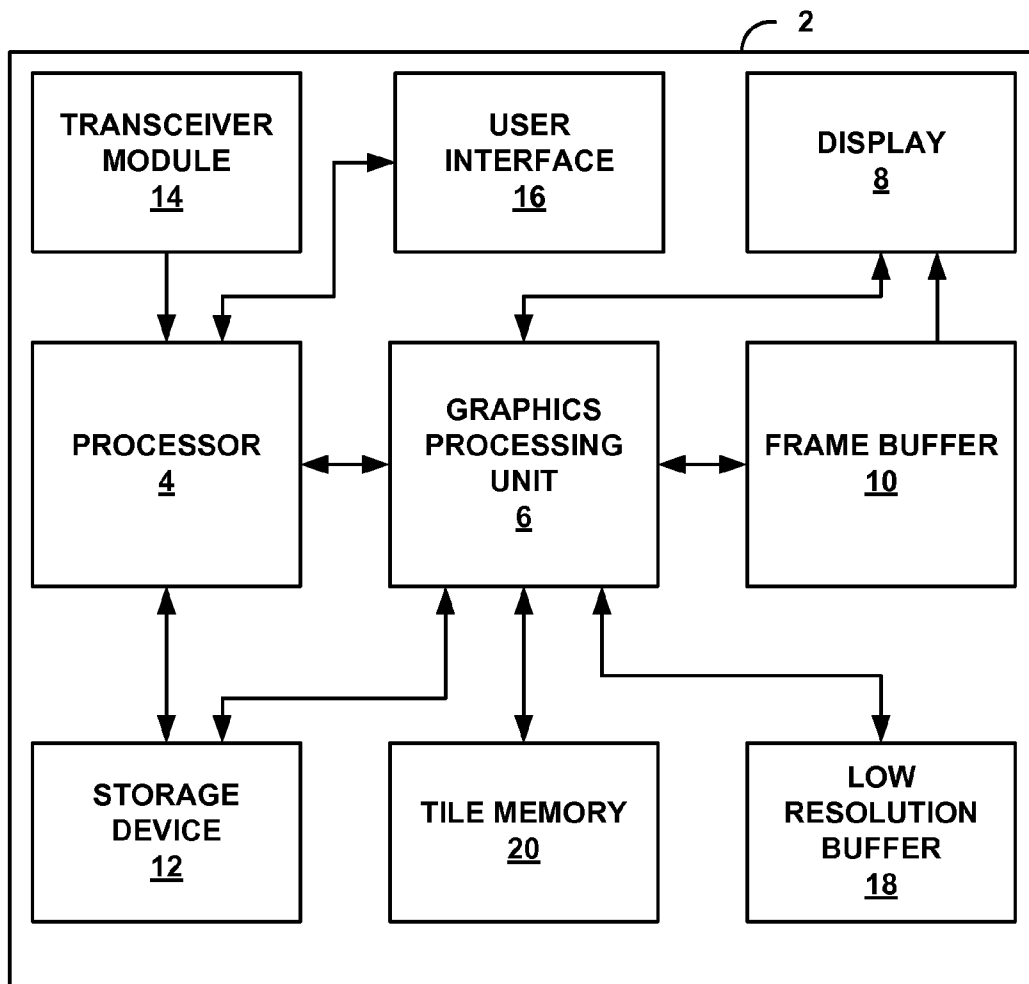 2
TRANSCEIVER
MODULE
14
USER
INTERFACE
16
DISPLAY
8
PROCESSOR
4
GRAPHICS
PROCESSING
UNIT
6
FRAME BUFFER
10
STORAGE
DEVICE
12
TILE MEMORY
20
LOW
RESOLUTION
BUFFER
18